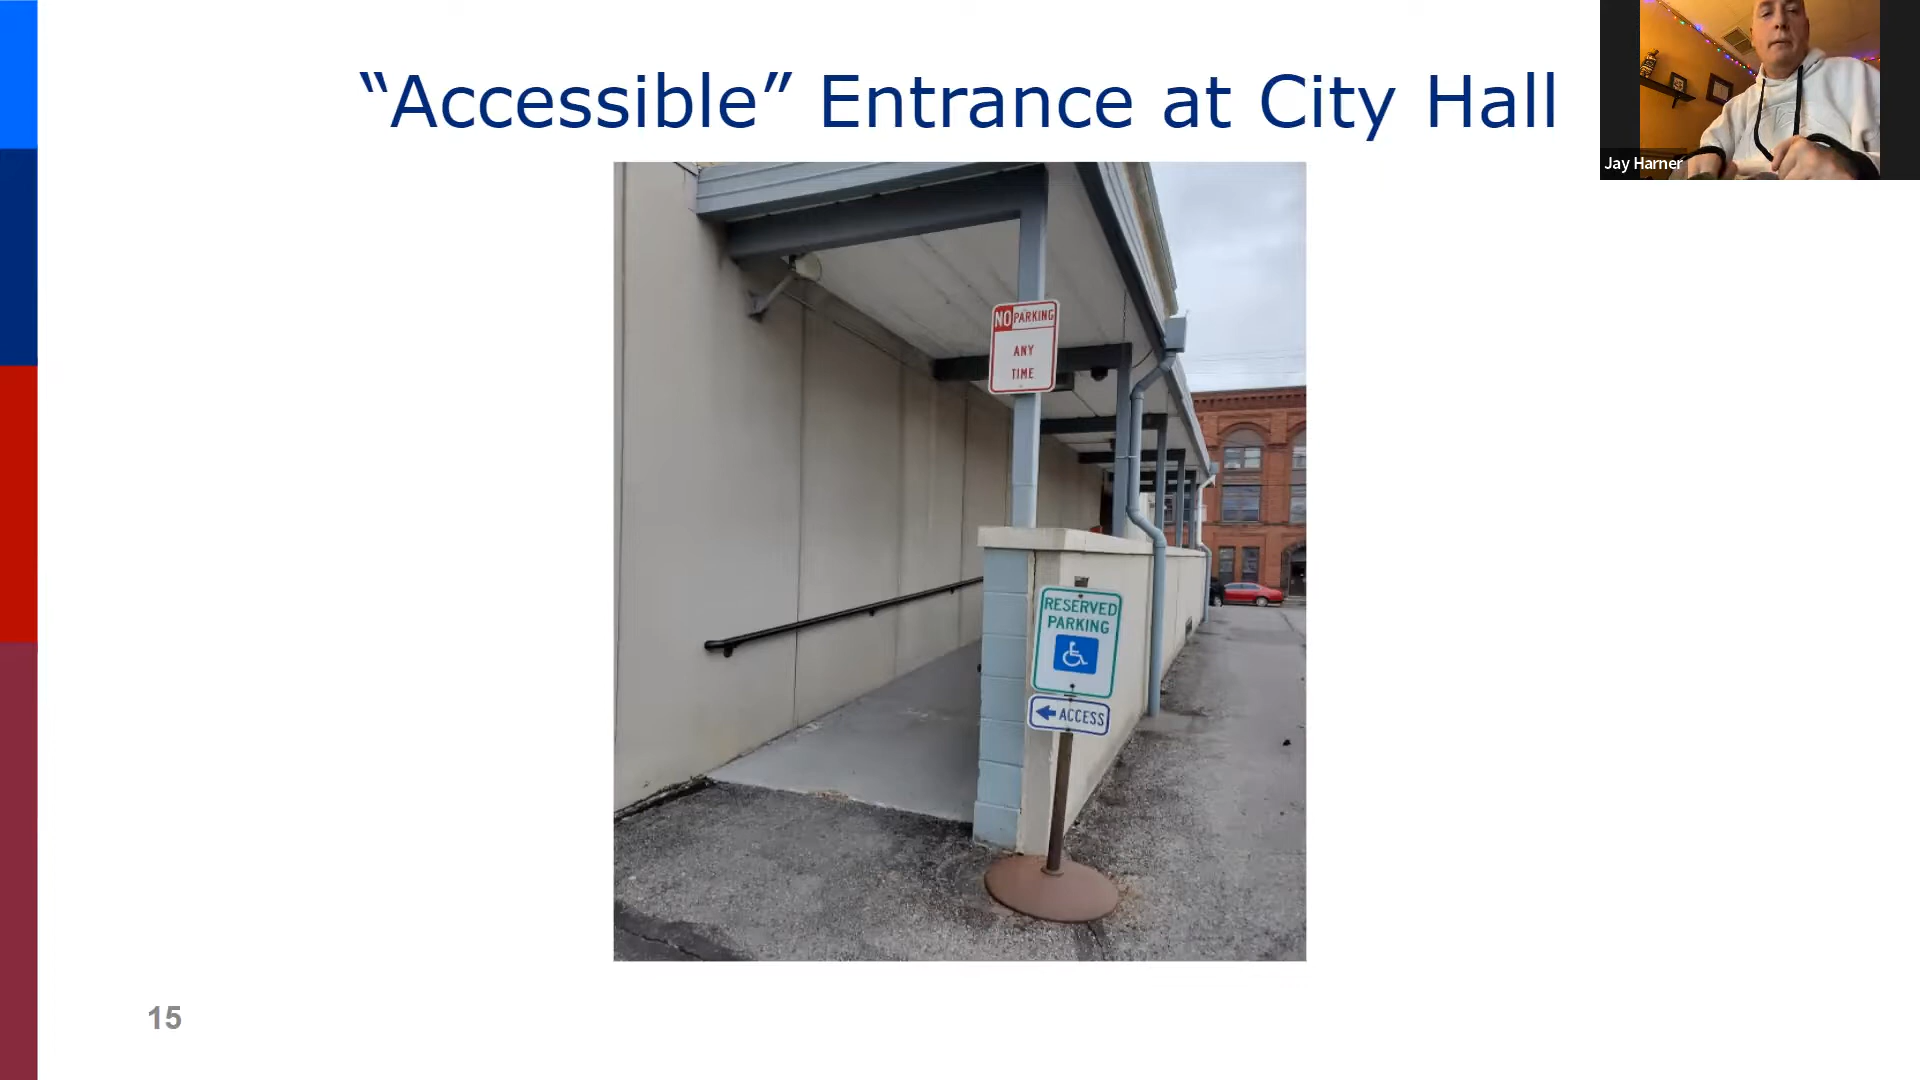 “Accessible” Entrance at City Hall
Jay Harner
NO PARKING
ANY
TIME
RESERVED
PARKING
ACCESS
15